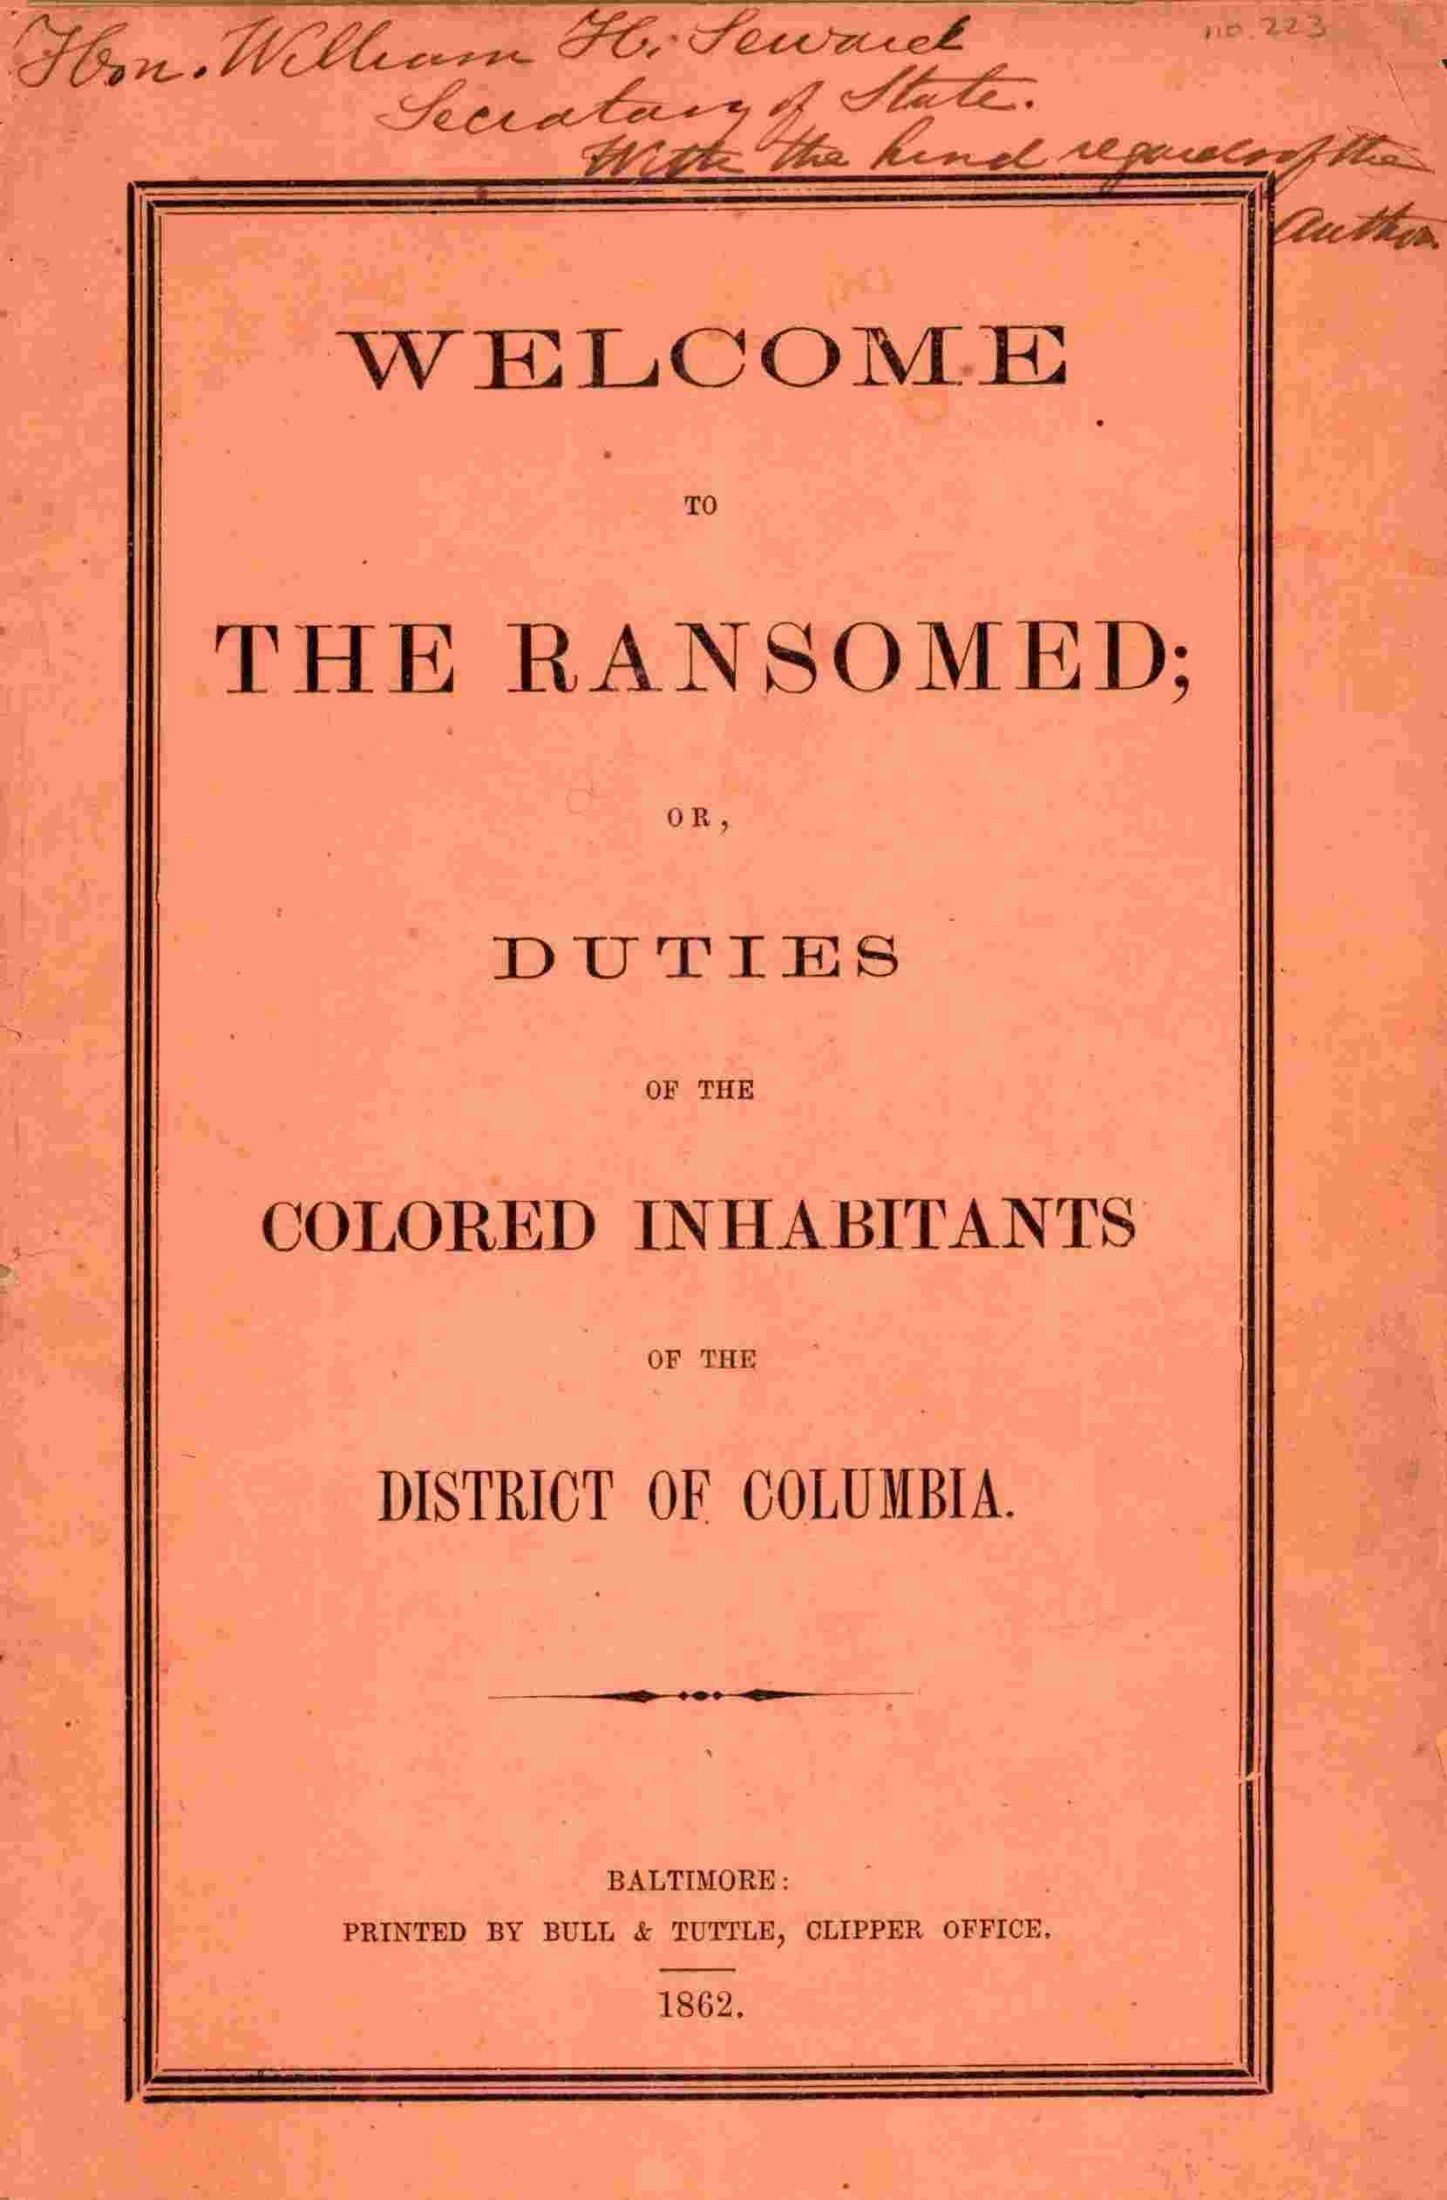 no. 223
Hon. William H. Seward
Secretary of State.
With the kind regards of the
Author.
WELCOME
TO
THE RANSOMED;
OR,
DUTIES
OF THE
COLORED INHABITANTS
OF THE
DISTRICT OF COLUMBIA.
BALTIMORE:
PRINTED BY BULL & TUTTLE, CLIPPER OFFICE.
1862.